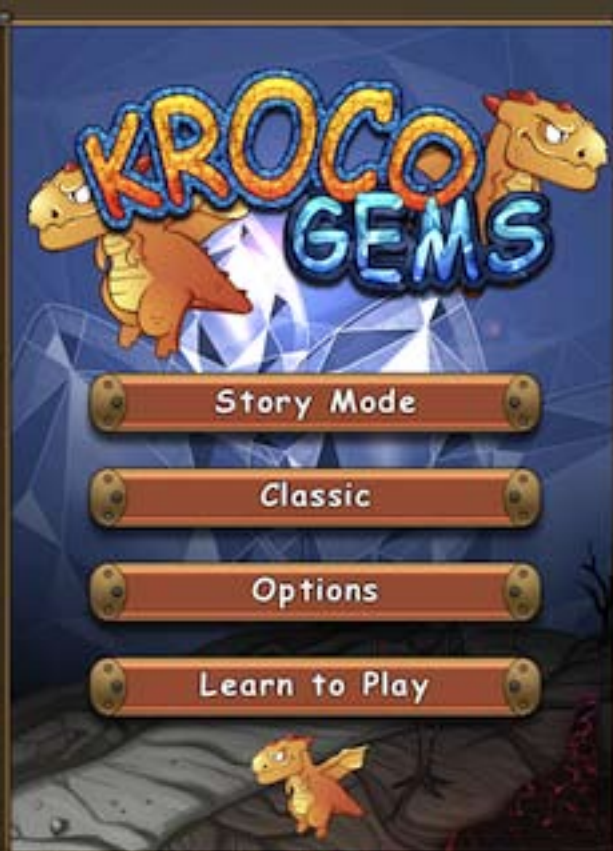 KROCO
GEMS
Story Mode
Classic
Options
Learn to Play